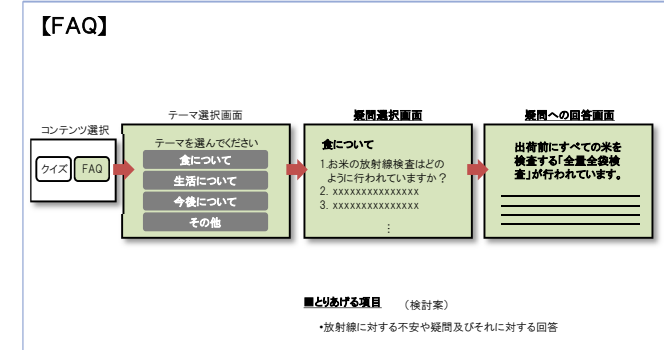 【FAQ】
コンテンツ選択
クイズ
FAQ
テーマ選択画面
テーマを選んでください
食について
生活について
今後について
その他
疑問選択画面
食について
1.お米の放射線検査はどの
ように行われていますか？
2. xxxxxxxxxxxxxxx
3. xxxxxxxxxxxxxxx
⋮
疑問への回答画面
出荷前にすべての米を
検査する「全量全袋検
査」が行われています。
■とりあげる項目　（検討案）
・放射線に対する不安や疑問及びそれに対する回答